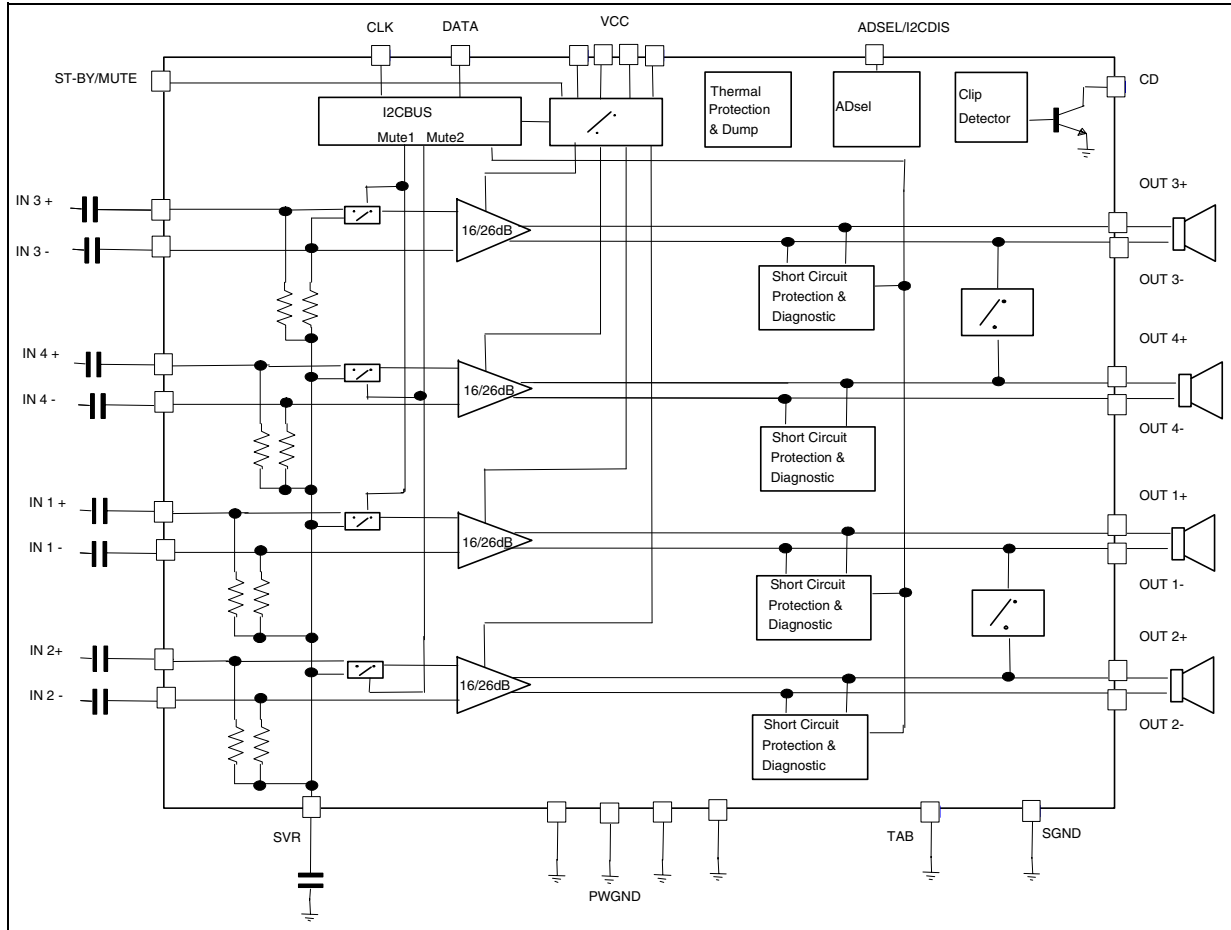 CLK
DATA
VCC
ADSEL/I2CDIS
ST-BY/MUTE
CD
I2CBUS
Mute1 Mute2
Thermal
Protection
& Dump
ADsel
Clip
Detector
IN 3 +
IN 3 -
16/26dB
Short Circuit
Protection &
Diagnostic
OUT 3+
OUT 3-
IN 4 +
IN 4 -
16/26dB
Short Circuit
Protection &
Diagnostic
OUT 4+
OUT 4-
IN 1 +
IN 1 -
16/26dB
Short Circuit
Protection &
Diagnostic
OUT 1+
OUT 1-
IN 2+
IN 2 -
16/26dB
Short Circuit
Protection &
Diagnostic
OUT 2+
OUT 2-
SVR
PWGND
TAB
SGND